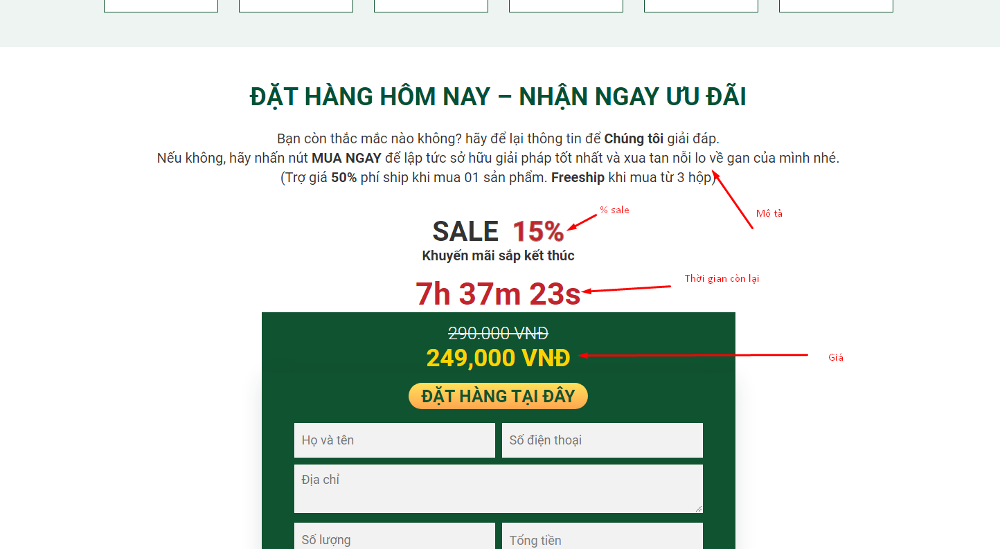 ĐẶT HÀNG HÔM NAY – NHẬN NGAY ƯU ĐÃI
Bạn còn thắc mắc nào không? hãy để lại thông tin để Chúng tôi giải đáp.
Nếu không, hãy nhấn nút MUA NGAY để lập tức sở hữu giải pháp tốt nhất và xua tan nỗi lo về gan của mình nhé.
(Trợ giá 50% phí ship khi mua 01 sản phẩm. Freeship khi mua từ 3 hộp)
% sale
Mô tả
SALE 15%
Khuyến mãi sắp kết thúc
Thời gian còn lại
7h 37m 23s
290.000 VNĐ
249,000 VNĐ
Giá
ĐẶT HÀNG TẠI ĐÂY
Họ và tên
Số điện thoại
Địa chỉ
Số lượng
Tổng tiền